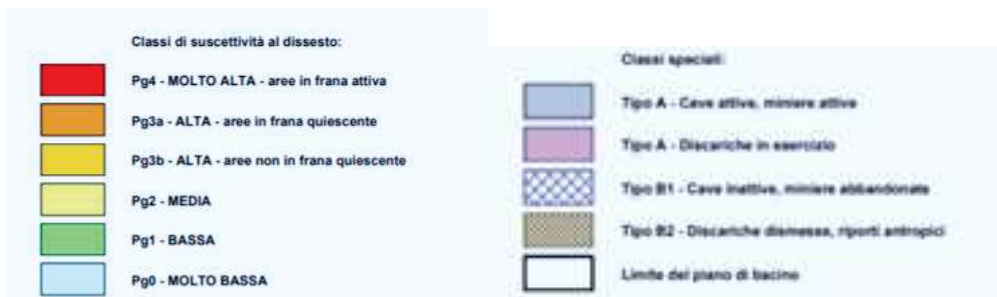 Classi di suscettività al dissesto:
Pg4 - MOLTO ALTA - aree in frana attiva
Pg3a - ALTA - aree in frana quiescente
Pg3b - ALTA - aree non in frana quiescente
Pg2 - MEDIA
Pg1 - BASSA
Pg0 - MOLTO BASSA
Classi speciali:
Tipo A - Cave attive, miniere attive
Tipo A - Discariche in esercizio
Tipo B1 - Cave inattive, miniere abbandonate
Tipo B2 - Discariche dismesse, riporti antropici
Limite del piano di bacino